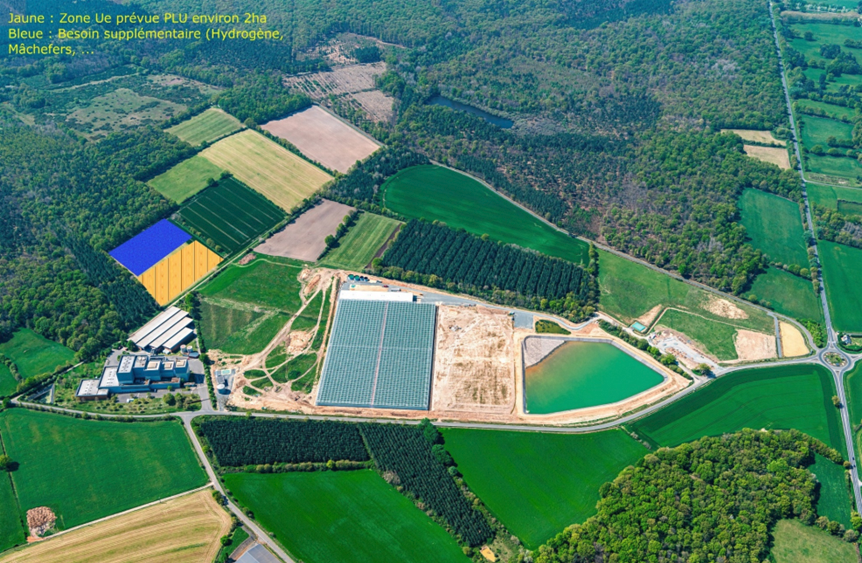 Jaune : Zone Ue prévue PLU environ 2ha
Bleue : Besoin supplémentaire (Hydrogène,
Mâchefers, ...